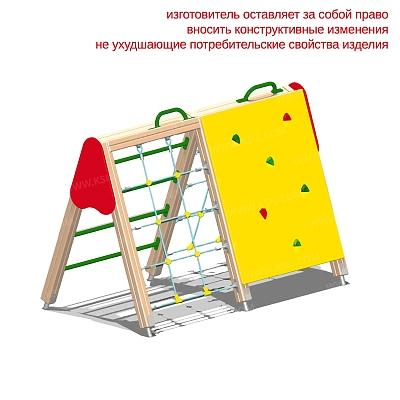 изготовитель оставляет за собой право
вносить конструктивные изменения
не ухудшающие потребительские свойства изделия